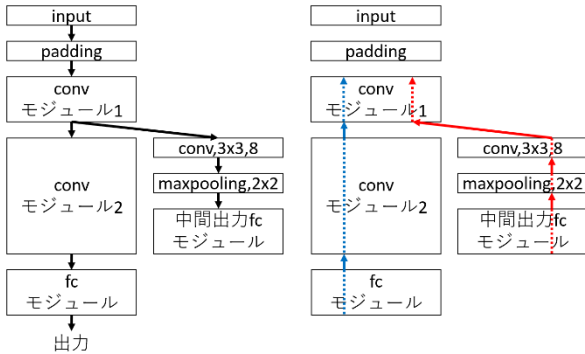 input
padding
conv
モジュール1
conv
モジュール2
fc
モジュール
出力
conv,3x3,8
maxpooling,2x2
中間出力fc
モジュール
input
padding
conv
モジュール1
conv
モジュール2
fc
モジュール
conv,3x3,8
maxpooling,2x2
中間出力fc
モジュール